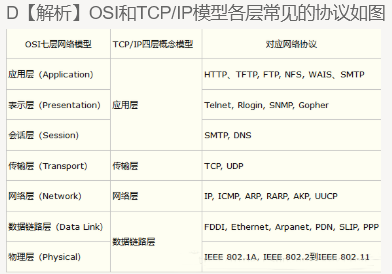 D【解析】OSI和TCP/IP模型各层常见的协议如图
OSI七层网络模型 TCP/IP四层概念模型 对应网络协议
应用层（Application） HTTP、TFTP, FTP, NFS, WAIS、SMTP
表示层（Presentation） 应用层 Telnet, Rlogin, SNMP, Gopher
会话层（Session） SMTP, DNS
传输层（Transport） 传输层 TCP, UDP
网络层（Network） 网络层 IP, ICMP, ARP, RARP, AKP, UUCP
数据链路层（Data Link） FDDI, Ethernet, Arpanet, PDN, SLIP, PPP
数据链路层
物理层（Physical） IEEE 802.1A, IEEE 802.2到IEEE 802.11